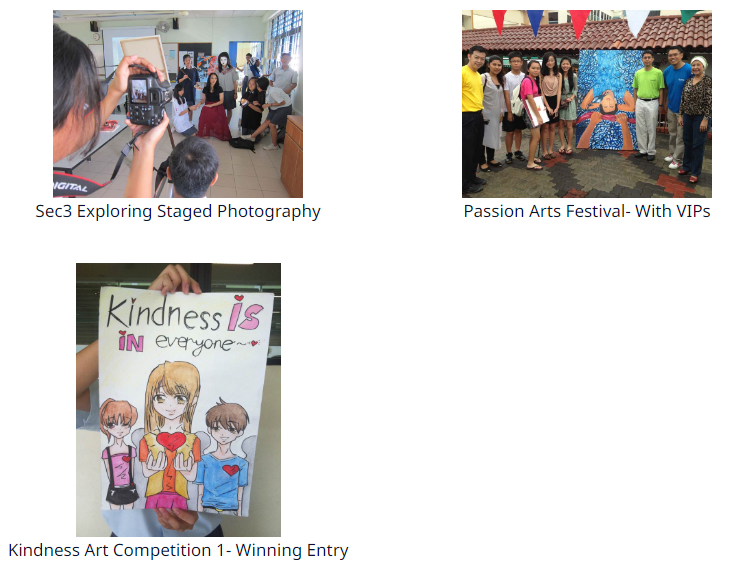 DIGITAL
Sec3 Exploring Staged Photography
Passion Arts Festival- With VIPs
Kindness is
in everyone
Kindness Art Competition 1- Winning Entry